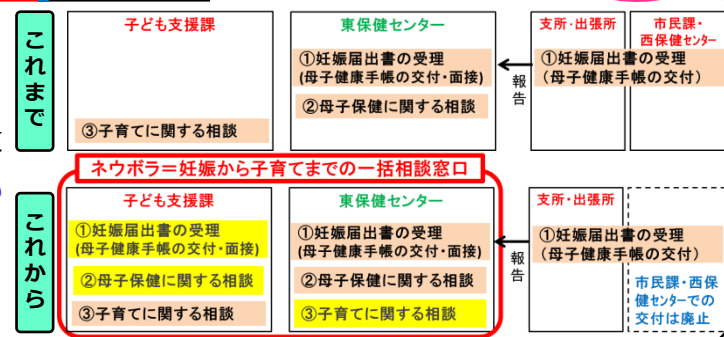 これまで
子ども支援課
③子育てに関する相談
東保健センター
①妊娠届出書の受理
(母子健康手帳の交付・面接)
②母子保健に関する相談
報告
支所・出張所
市民課・
西保健センター
①妊娠届出書の受理
(母子健康手帳の交付)
ネウボラ=妊娠から子育てまでの一括相談窓口
これから
子ども支援課
①妊娠届出書の受理
(母子健康手帳の交付・面接)
②母子保健に関する相談
③子育てに関する相談
東保健センター
①妊娠届出書の受理
(母子健康手帳の交付・面接)
②母子保健に関する相談
③子育てに関する相談
報告
支所・出張所
①妊娠届出書の受理
(母子健康手帳の交付)
市民課・西保
健センターでの
交付は廃止